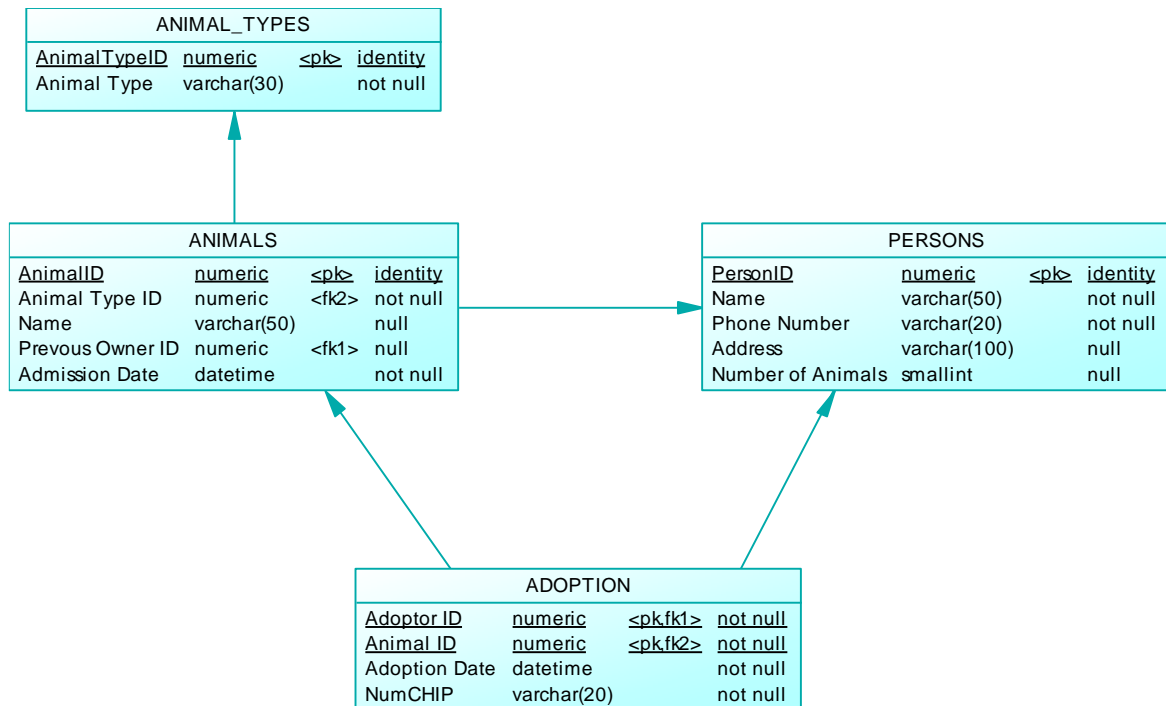 ANIMAL_TYPES
AnimalTypeID numeric <pk> identity
Animal Type varchar(30) not null
ANIMALS
AnimalID numeric <pk> identity
Animal Type ID numeric <fk2> not null
Name varchar(50) null
Prevous Owner ID numeric <fk1> null
Admission Date datetime not null
PERSONS
PersonID numeric <pk> identity
Name varchar(50) not null
Phone Number varchar(20) not null
Address varchar(100) null
Number of Animals smallint null
ADOPTION
Adoptor ID numeric <pk,fk1> not null
Animal ID numeric <pk,fk2> not null
Adoption Date datetime not null
NumCHIP varchar(20) not null